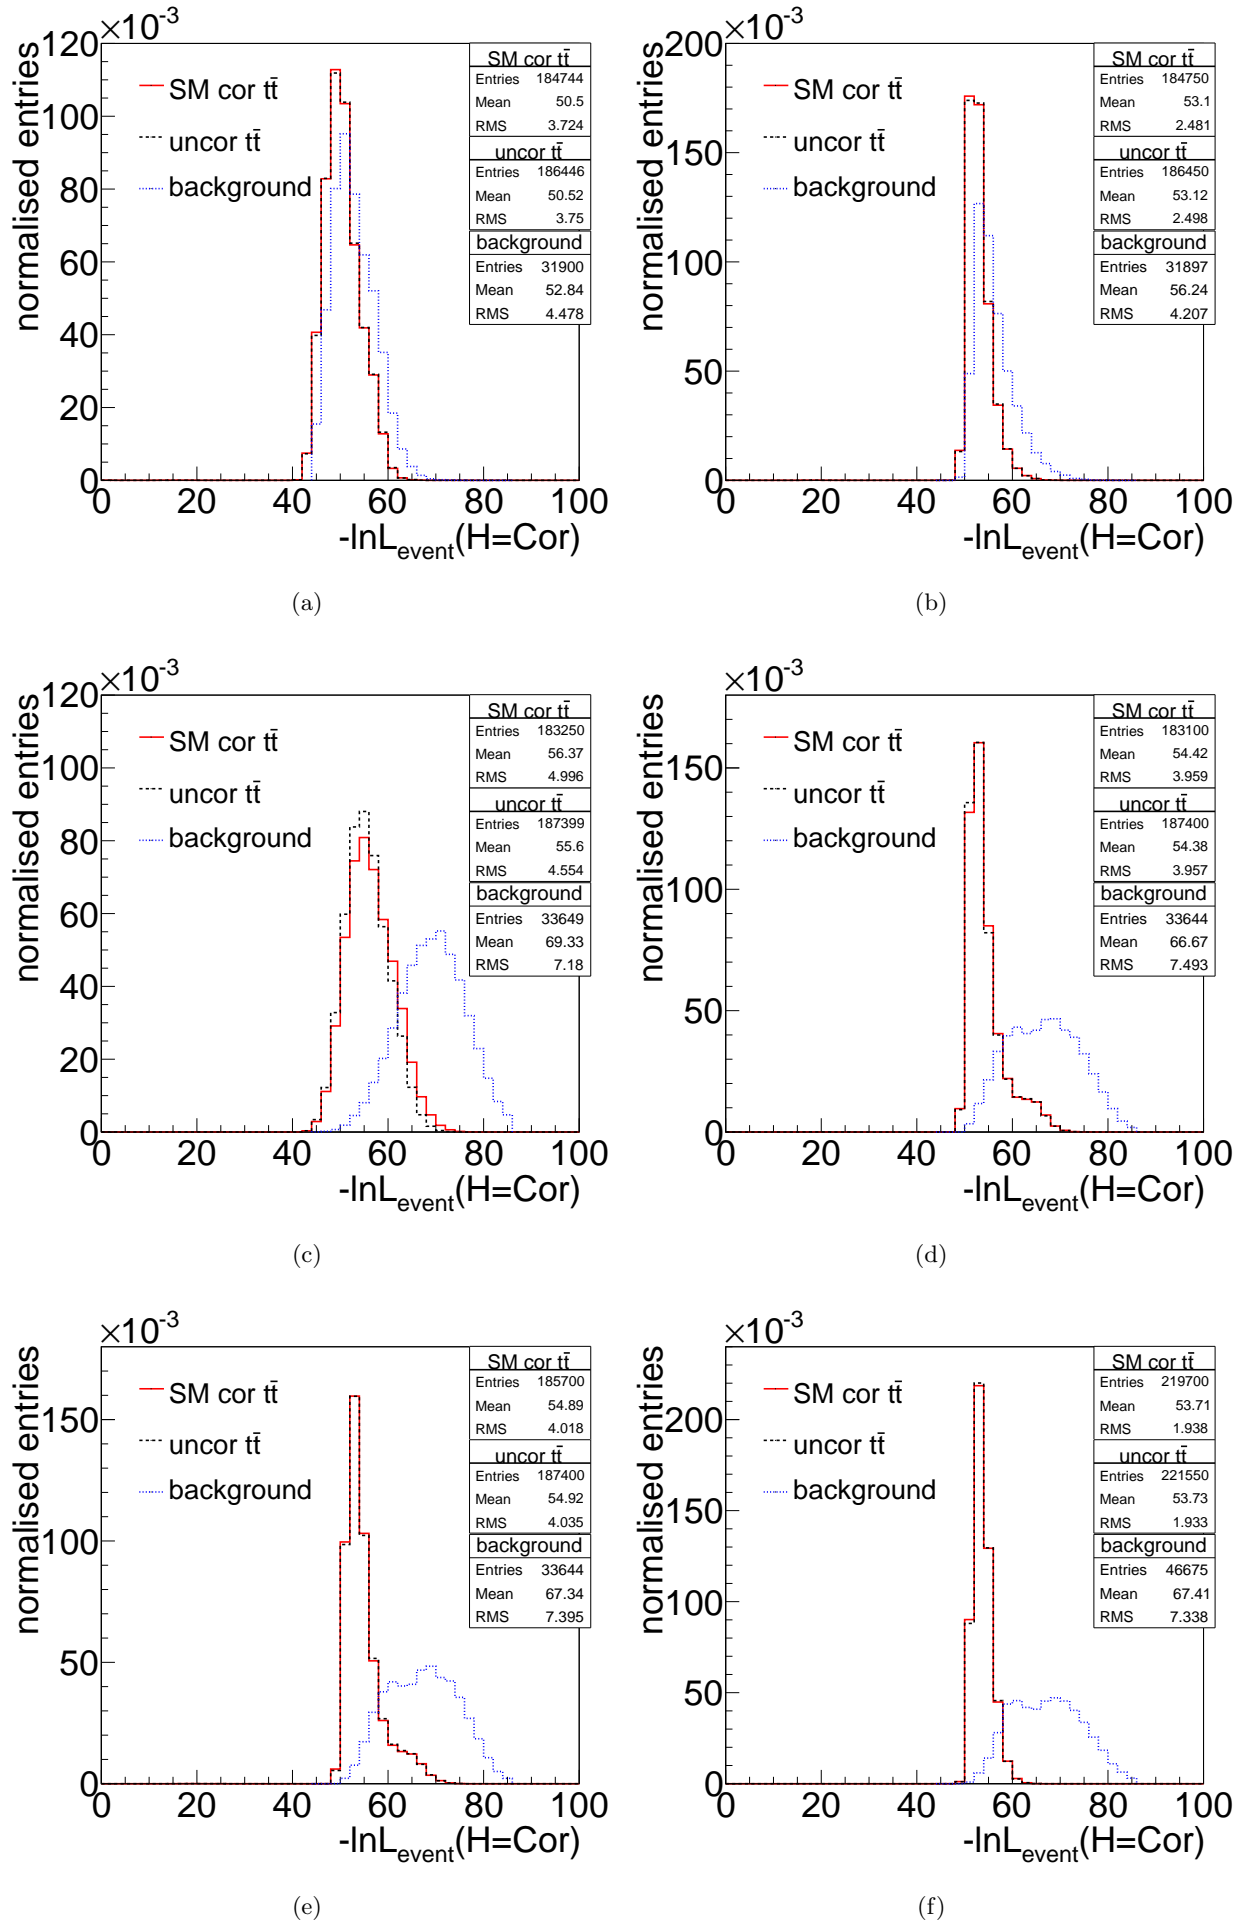 ×10⁻³
normalised entries
120
100
80
60
40
20
0
0 20 40 60 80 100
-lnL_event(H=Cor)
SM cor tt̄
uncor tt̄
background
SM cor tt̄
Entries 184744
Mean 50.5
RMS 3.724
uncor tt̄
Entries 186446
Mean 50.52
RMS 3.75
background
Entries 31900
Mean 52.84
RMS 4.478
(a)
×10⁻³
normalised entries
200
150
100
50
0
0 20 40 60 80 100
-lnL_event(H=Cor)
SM cor tt̄
uncor tt̄
background
SM cor tt̄
Entries 184750
Mean 53.1
RMS 2.481
uncor tt̄
Entries 186450
Mean 53.12
RMS 2.498
background
Entries 31897
Mean 56.24
RMS 4.207
(b)
×10⁻³
normalised entries
120
100
80
60
40
20
0
0 20 40 60 80 100
-lnL_event(H=Cor)
SM cor tt̄
uncor tt̄
background
SM cor tt̄
Entries 183250
Mean 56.37
RMS 4.996
uncor tt̄
Entries 187399
Mean 55.6
RMS 4.554
background
Entries 33649
Mean 69.33
RMS 7.18
(c)
×10⁻³
normalised entries
150
100
50
0
0 20 40 60 80 100
-lnL_event(H=Cor)
SM cor tt̄
uncor tt̄
background
SM cor tt̄
Entries 183100
Mean 54.42
RMS 3.959
uncor tt̄
Entries 187400
Mean 54.38
RMS 3.957
background
Entries 33644
Mean 66.67
RMS 7.493
(d)
×10⁻³
normalised entries
150
100
50
0
0 20 40 60 80 100
-lnL_event(H=Cor)
SM cor tt̄
uncor tt̄
background
SM cor tt̄
Entries 185700
Mean 54.89
RMS 4.018
uncor tt̄
Entries 187400
Mean 54.92
RMS 4.035
background
Entries 33644
Mean 67.34
RMS 7.395
(e)
×10⁻³
normalised entries
200
150
100
50
0
0 20 40 60 80 100
-lnL_event(H=Cor)
SM cor tt̄
uncor tt̄
background
SM cor tt̄
Entries 219700
Mean 53.71
RMS 1.938
uncor tt̄
Entries 221550
Mean 53.73
RMS 1.933
background
Entries 46675
Mean 67.41
RMS 7.338
(f)